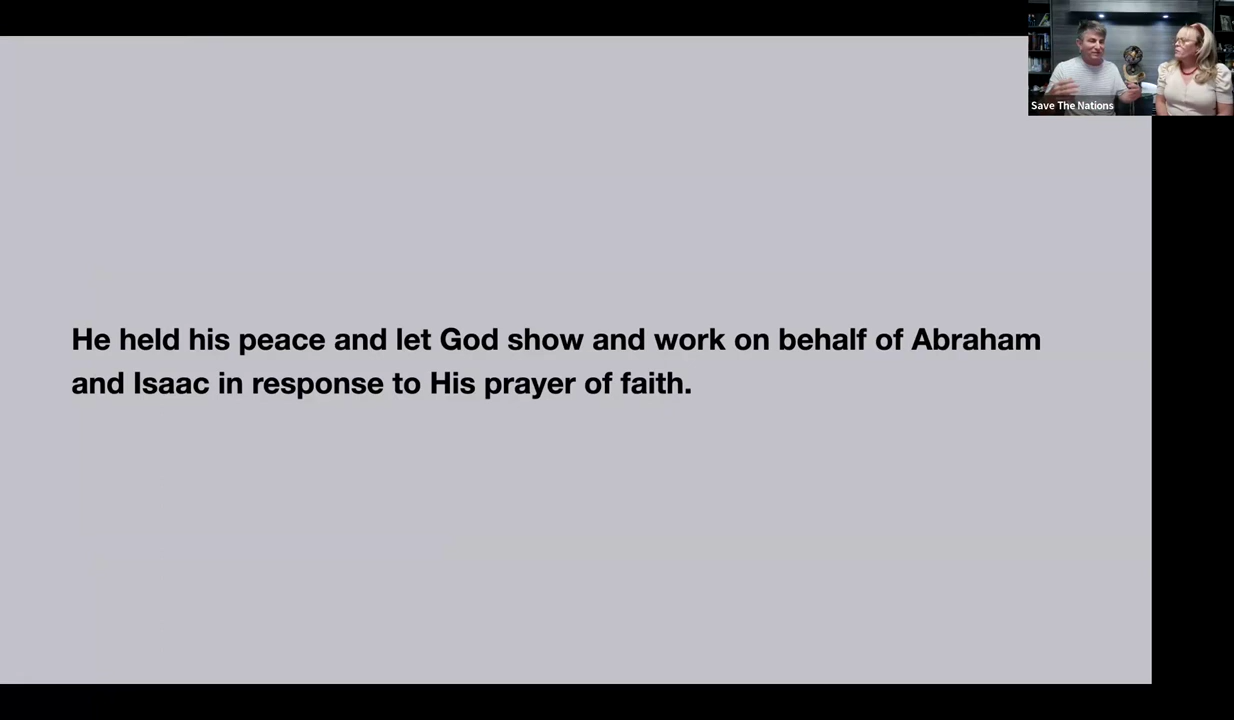 Save The Nations
He held his peace and let God show and work on behalf of Abraham
and Isaac in response to His prayer of faith.